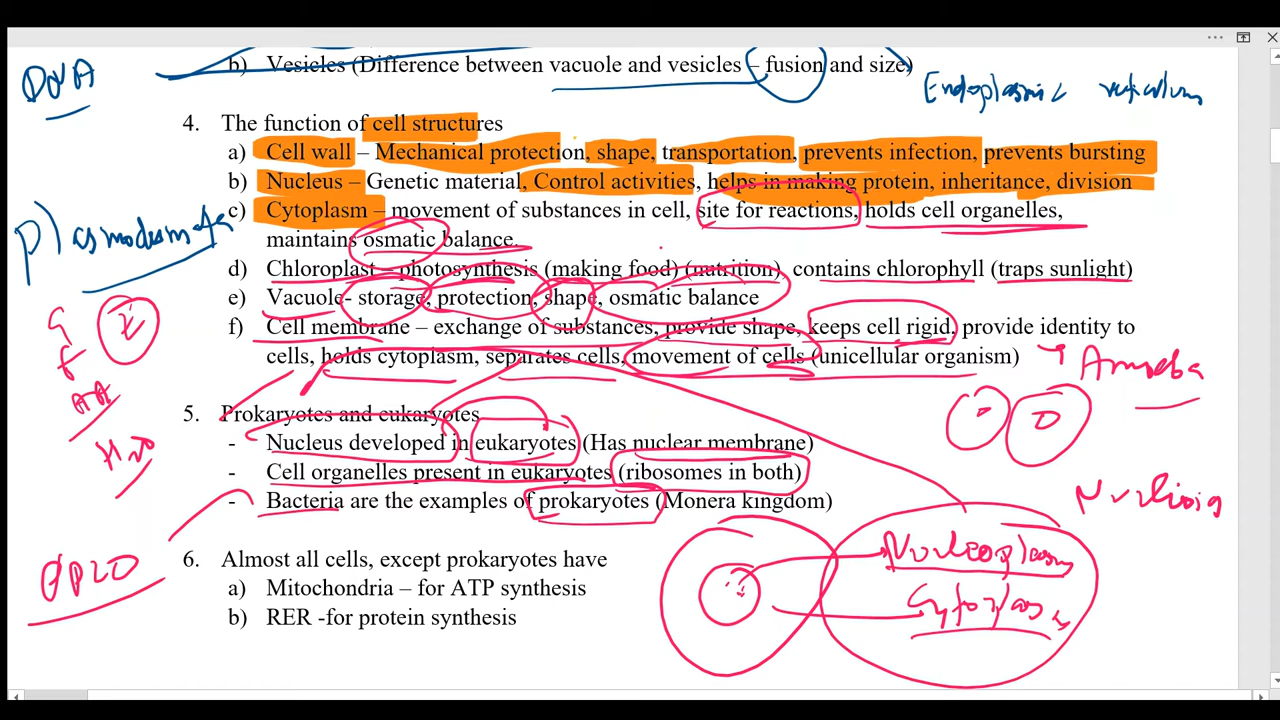 b) Vesicles (Difference between vacuole and vesicles – fusion and size)
DNA
Endoplasmic reticulum
4. The function of cell structures
a) Cell wall – Mechanical protection, shape, transportation, prevents infection, prevents bursting
b) Nucleus – Genetic material, Control activities, helps in making protein, inheritance, division
c) Cytoplasm – movement of substances in cell, site for reactions, holds cell organelles,
maintains osmatic balance.
Plasmodesmata
d) Chloroplast – photosynthesis (making food) (nutrition) contains chlorophyll (traps sunlight)
e) Vacuole- storage, protection, shape, osmatic balance
f) Cell membrane – exchange of substances, provide shape, keeps cell rigid, provide identity to
cells, holds cytoplasm, separates cells, movement of cells (unicellular organism)
Amoeba
AA
H2O
5. Prokaryotes and eukaryotes
- Nucleus developed in eukaryotes (Has nuclear membrane)
- Cell organelles present in eukaryotes (ribosomes in both)
- Bacteria are the examples of prokaryotes (Monera kingdom)
PPLO
6. Almost all cells, except prokaryotes have
a) Mitochondria – for ATP synthesis
b) RER -for protein synthesis
Nucleoplasm
Cytoplasm